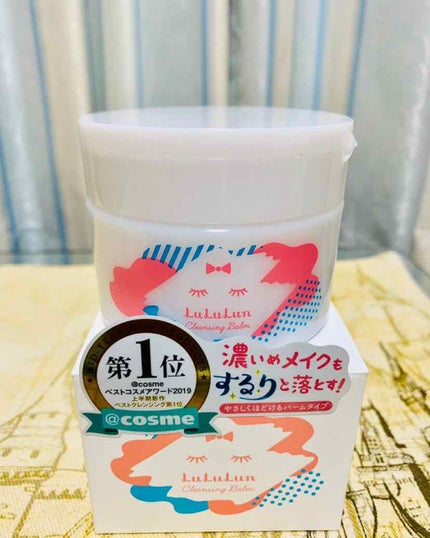 LuLuLun
Cleansing Balm
第1位
@cosme
ベストコスメアワード2019
上半期新作
ベストクレンジング第1位
@cosme
濃いめメイクも
するりと落とす!
やさしくほどけるバームタイプ
LuLuLun
Cleansing Balm